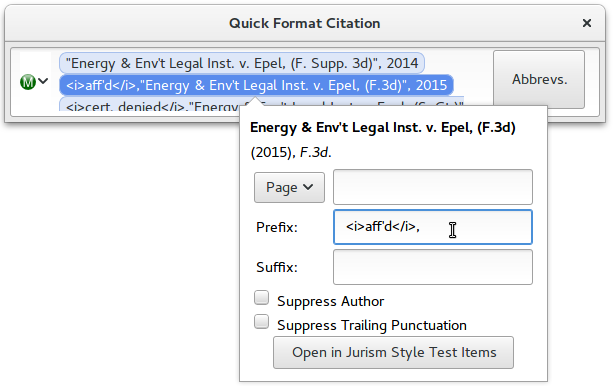 Quick Format Citation
"Energy & Env't Legal Inst. v. Epel, (F. Supp. 3d)", 2014
M
<i>aff'd</i>,"Energy & Env't Legal Inst. v. Epel, (F.3d)", 2015
Abbrevs.
<i>cert. denied</i>,"Energy
Energy & Env't Legal Inst. v. Epel, (F.3d)
(2015), F.3d.
Page
Prefix:
<i>aff'd</i>,
Suffix:
Suppress Author
Suppress Trailing Punctuation
Open in Jurism Style Test Items